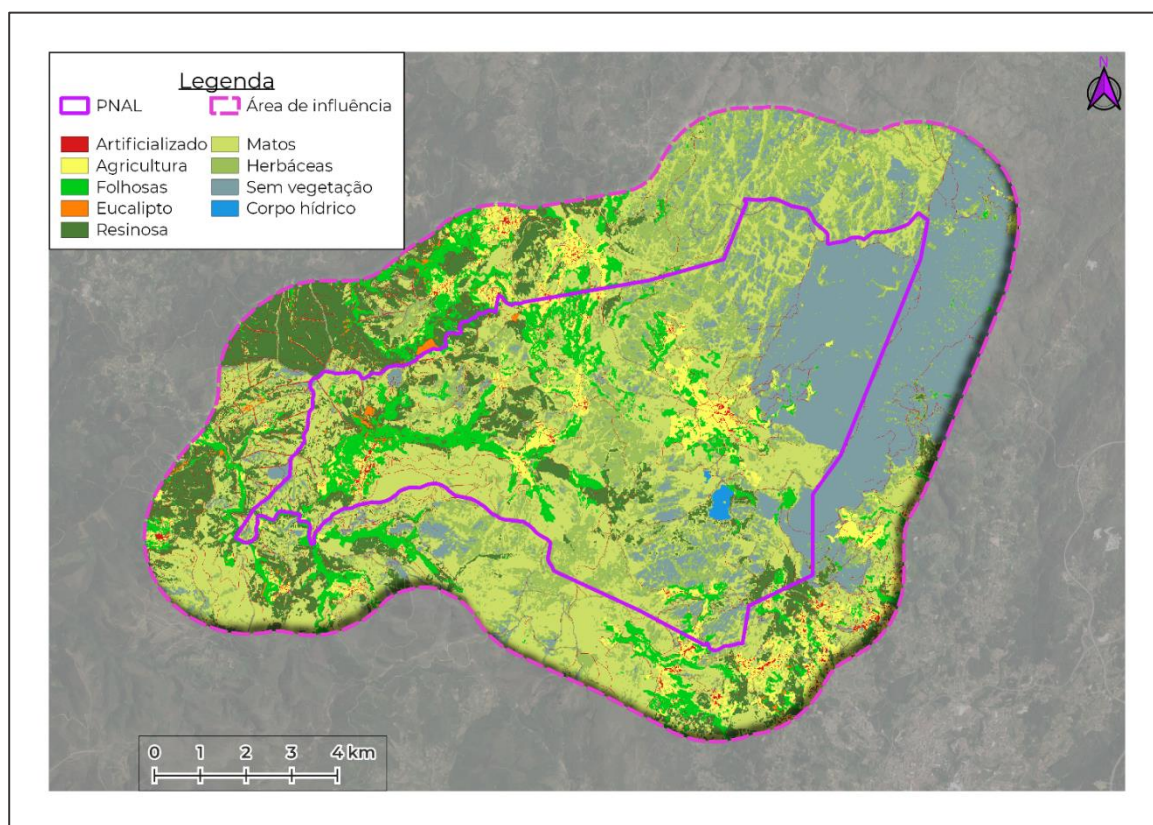 Legenda
PNAL
Área de influência
Artificializado
Matos
Agricultura
Herbáceas
Folhosas
Sem vegetação
Eucalipto
Corpo hídrico
Resinosa
N
0 1 2 3 4 km